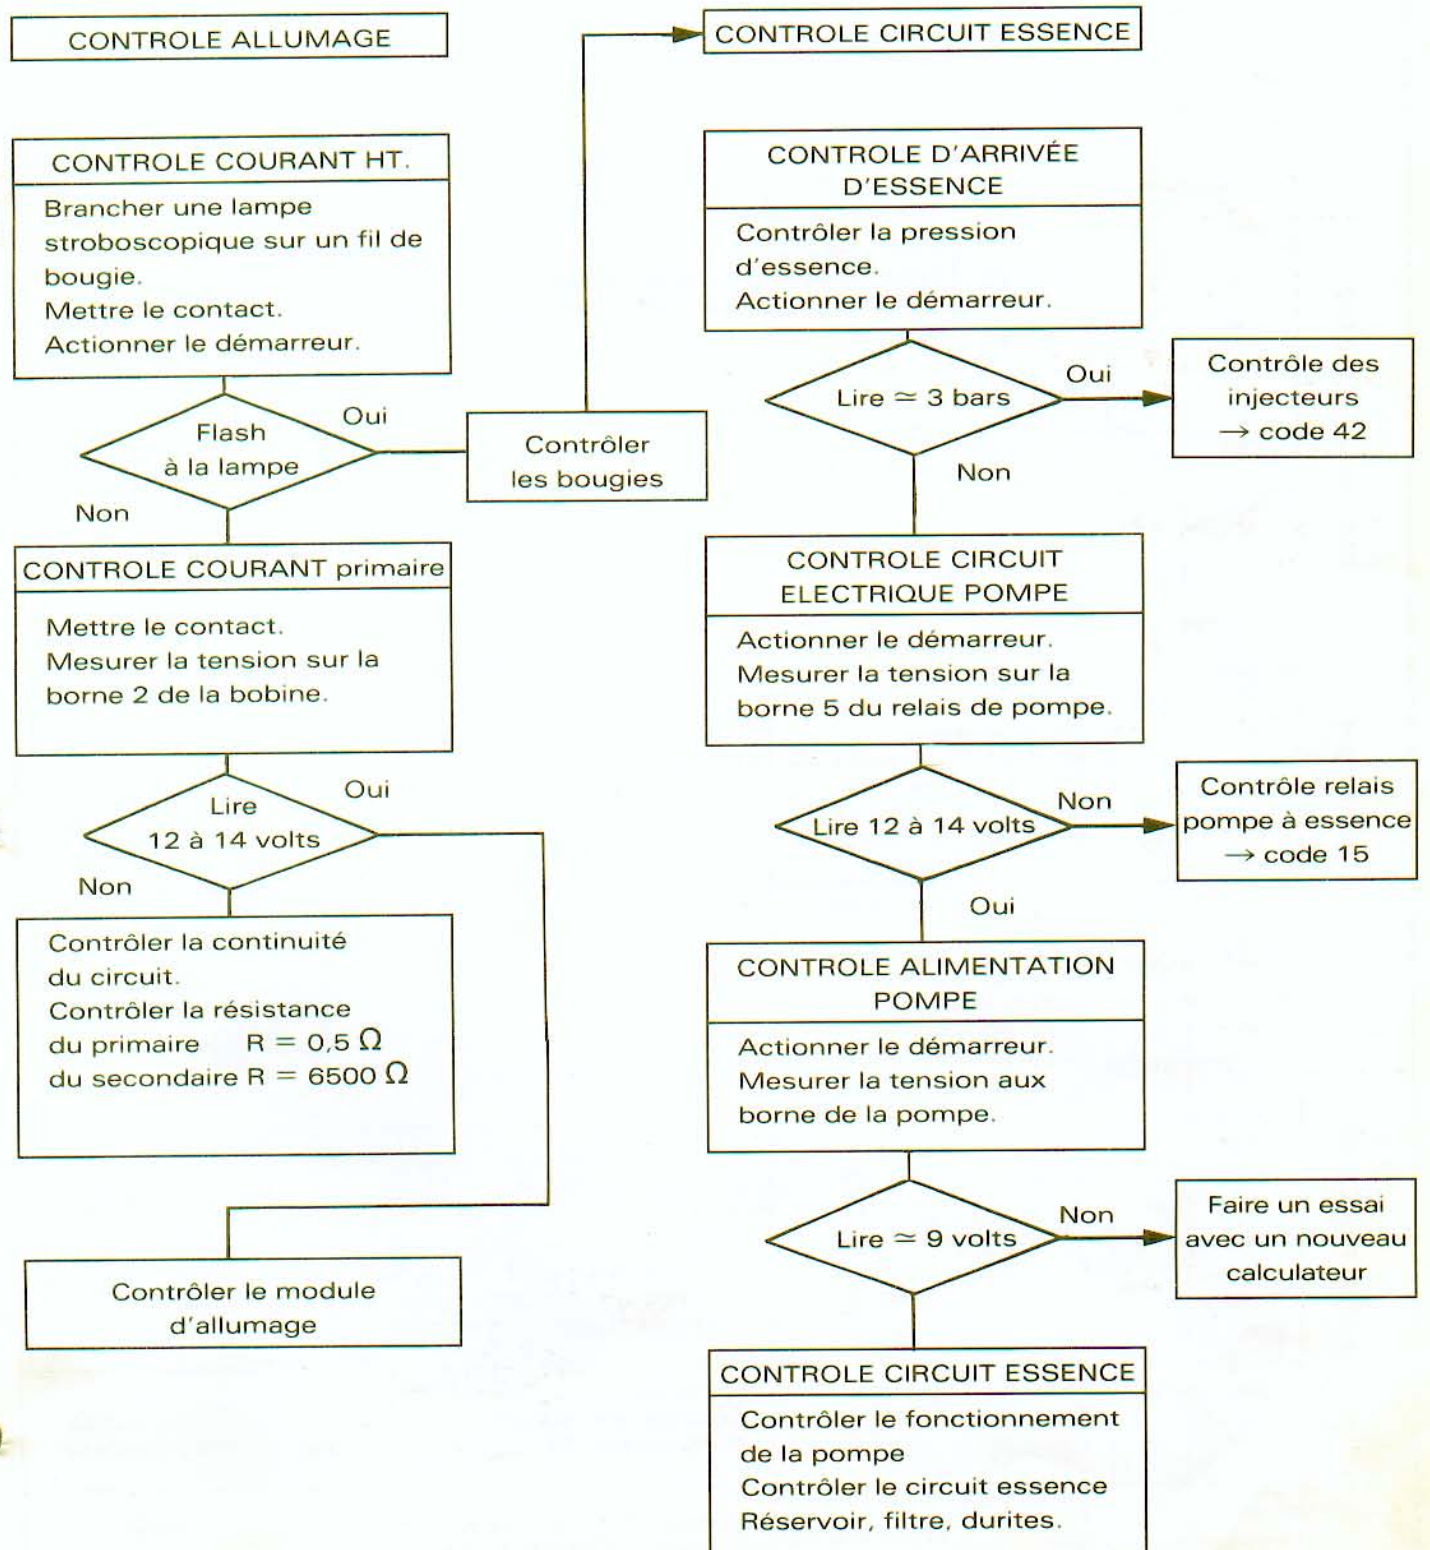 CONTROLE ALLUMAGE
CONTROLE COURANT HT.
Brancher une lampe
stroboscopique sur un fil de
bougie.
Mettre le contact.
Actionner le démarreur.
Flash
à la lampe
Oui
Non
Contrôler
les bougies
CONTROLE COURANT primaire
Mettre le contact.
Mesurer la tension sur la
borne 2 de la bobine.
Lire
12 à 14 volts
Oui
Non
Contrôler la continuité
du circuit.
Contrôler la résistance
du primaire R = 0,5 Ω
du secondaire R = 6500 Ω
Contrôler le module
d'allumage
CONTROLE CIRCUIT ESSENCE
CONTROLE D'ARRIVÉE
D'ESSENCE
Contrôler la pression
d'essence.
Actionner le démarreur.
Lire ≃ 3 bars
Oui
Contrôle des
injecteurs
→ code 42
Non
CONTROLE CIRCUIT
ELECTRIQUE POMPE
Actionner le démarreur.
Mesurer la tension sur la
borne 5 du relais de pompe.
Lire 12 à 14 volts
Non
Contrôle relais
pompe à essence
→ code 15
Oui
CONTROLE ALIMENTATION
POMPE
Actionner le démarreur.
Mesurer la tension aux
borne de la pompe.
Lire ≃ 9 volts
Non
Faire un essai
avec un nouveau
calculateur
CONTROLE CIRCUIT ESSENCE
Contrôler le fonctionnement
de la pompe
Contrôler le circuit essence
Réservoir, filtre, durites.